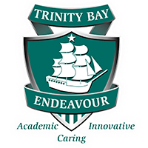 TRINITY BAY
ENDEAVOUR
Academic Innovative
Caring